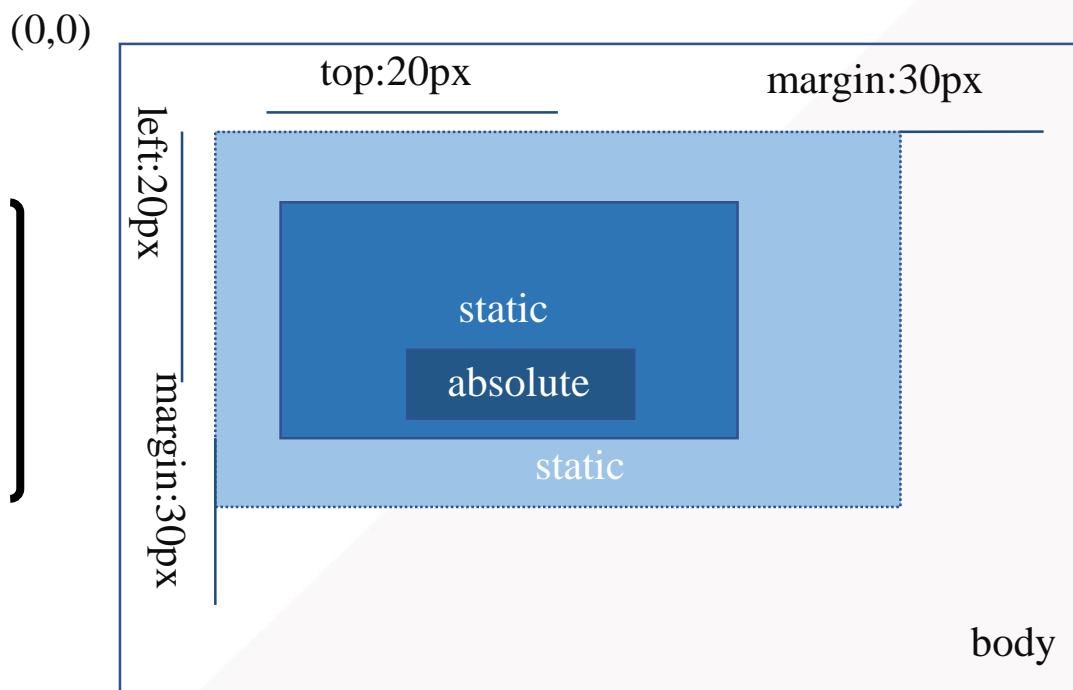 (0,0)
top:20px
margin:30px
left:20px
static
absolute
margin:30px
static
body